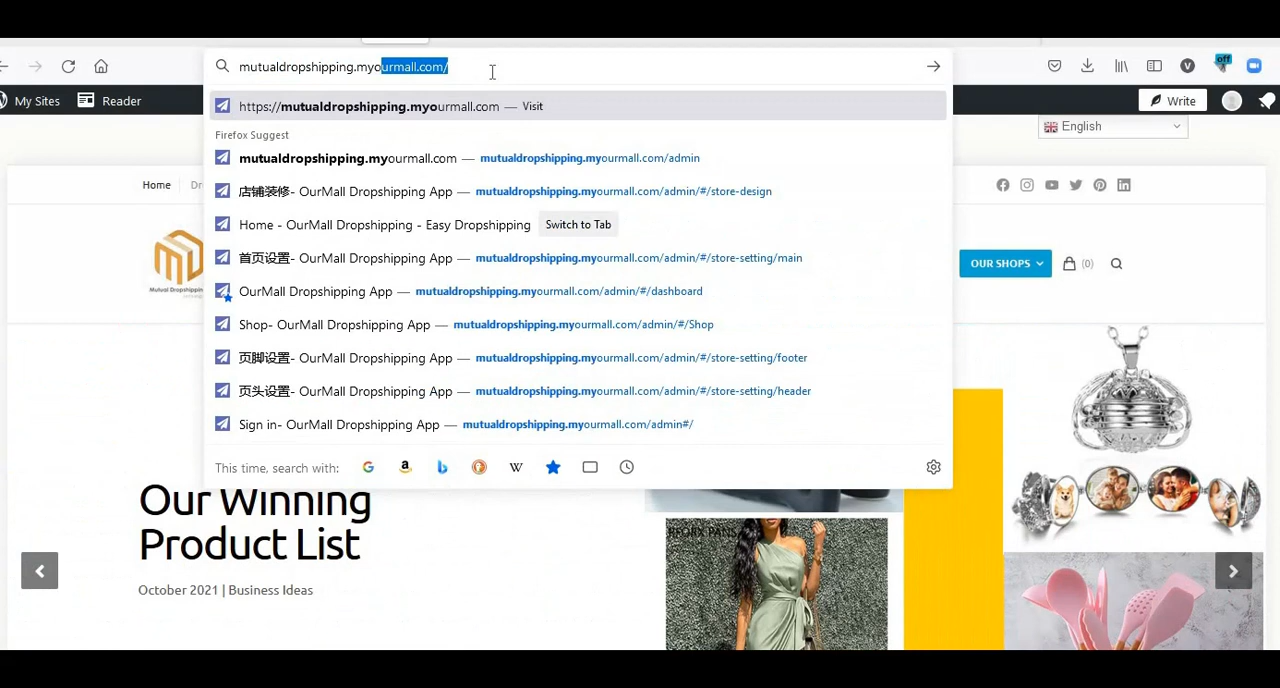 mutualdropshipping.myourmall.com/
off
My Sites
Reader
Write
https://mutualdropshipping.myourmall.com — Visit
Firefox Suggest
English
mutualdropshipping.myourmall.com — mutualdropshipping.myourmall.com/admin
Home
店铺装修- OurMall Dropshipping App — mutualdropshipping.myourmall.com/admin/#/store-design
Home - OurMall Dropshipping - Easy Dropshipping Switch to Tab
首页设置- OurMall Dropshipping App — mutualdropshipping.myourmall.com/admin/#/store-setting/main
OUR SHOPS
(0)
OurMall Dropshipping App — mutualdropshipping.myourmall.com/admin/#/dashboard
Shop- OurMall Dropshipping App — mutualdropshipping.myourmall.com/admin/#/Shop
页脚设置- OurMall Dropshipping App — mutualdropshipping.myourmall.com/admin/#/store-setting/footer
页头设置- OurMall Dropshipping App — mutualdropshipping.myourmall.com/admin/#/store-setting/header
Sign in- OurMall Dropshipping App — mutualdropshipping.myourmall.com/admin#/
This time, search with:
Our Winning
Product List
October 2021 | Business Ideas